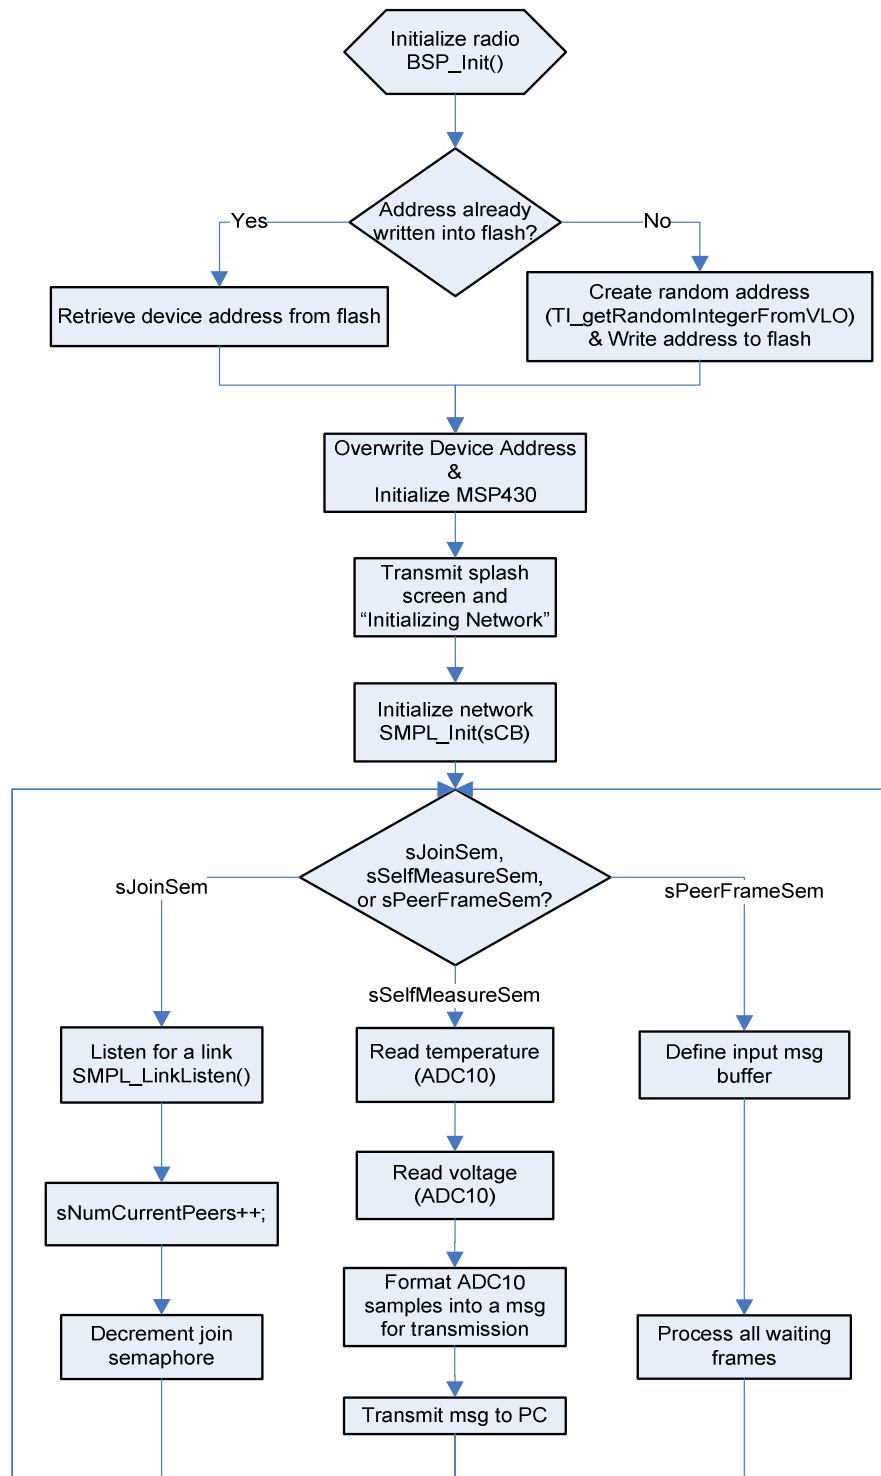 Initialize radio
BSP_Init()
Address already
written into flash?
Yes
No
Retrieve device address from flash
Create random address
(TI_getRandomIntegerFromVLO)
& Write address to flash
Overwrite Device Address
&
Initialize MSP430
Transmit splash
screen and
“Initializing Network”
Initialize network
SMPL_Init(sCB)
sJoinSem,
sSelfMeasureSem,
or sPeerFrameSem?
sJoinSem
sPeerFrameSem
sSelfMeasureSem
Listen for a link
SMPL_LinkListen()
Read temperature
(ADC10)
Define input msg
buffer
Read voltage
(ADC10)
sNumCurrentPeers++;
Format ADC10
samples into a msg
for transmission
Decrement join
semaphore
Process all waiting
frames
Transmit msg to PC